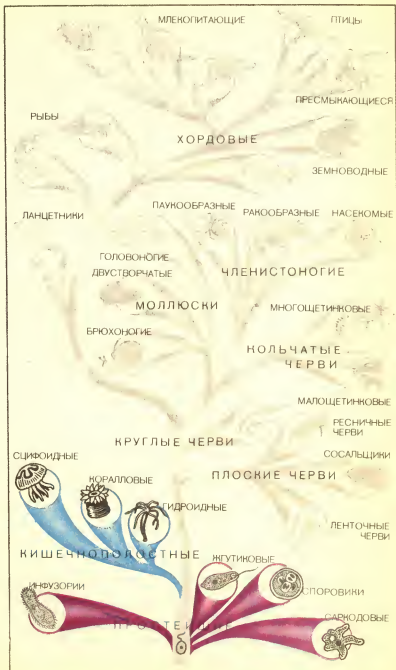 МЛЕКОПИТАЮЩИЕ
ПТИЦЫ
ПРЕСМЫКАЮЩИЕСЯ
РЫБЫ
ХОРДОВЫЕ
ЗЕМНОВОДНЫЕ
ПАУКООБРАЗНЫЕ
РАКООБРАЗНЫЕ
НАСЕКОМЫЕ
ЛАНЦЕТНИКИ
ГОЛОВОНОГИЕ
ДВУСТВОРЧАТЫЕ
ЧЛЕНИСТОНОГИЕ
МОЛЛЮСКИ
МНОГОЩЕТИНКОВЫЕ
БРЮХОНОГИЕ
КОЛЬЧАТЫЕ
ЧЕРВИ
МАЛОЩЕТИНКОВЫЕ
РЕСНИЧНЫЕ
ЧЕРВИ
КРУГЛЫЕ ЧЕРВИ
СОСАЛЬЩИКИ
СЦИФОИДНЫЕ
ПЛОСКИЕ ЧЕРВИ
КОРАЛЛОВЫЕ
ГИДРОИДНЫЕ
ЛЕНТОЧНЫЕ
ЧЕРВИ
КИШЕЧНОПОЛОСТНЫЕ
ЖГУТИКОВЫЕ
ИНФУЗОРИИ
СПОРОВИКИ
ПРОСТЕЙШИЕ
САРКОДОВЫЕ